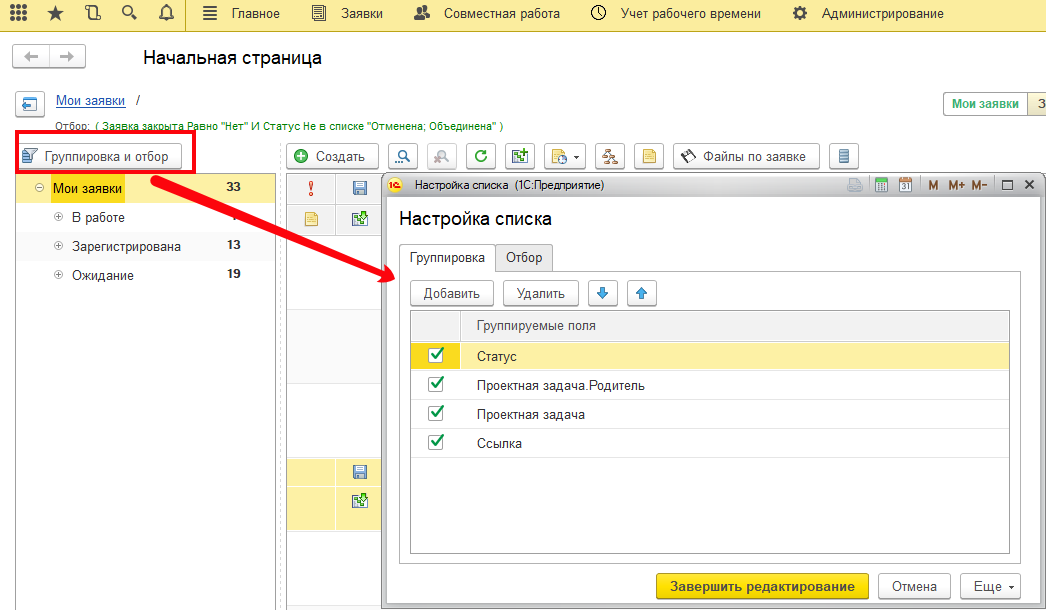 Главное Заявки Совместная работа Учет рабочего времени Администрирование
Начальная страница
Мои заявки /
Мои заявки
Отбор: ( Заявка закрыта Равно "Нет" И Статус Не в списке "Отменена; Объединена" )
Группировка и отбор
Создать Файлы по заявке
Мои заявки 33
В работе
Зарегистрирована 13
Ожидание 19
1С Настройка списка (1С:Предприятие) 31 M M+ M-
Настройка списка
Группировка Отбор
Добавить Удалить
Группируемые поля
Статус
Проектная задача.Родитель
Проектная задача
Ссылка
Завершить редактирование Отмена Еще